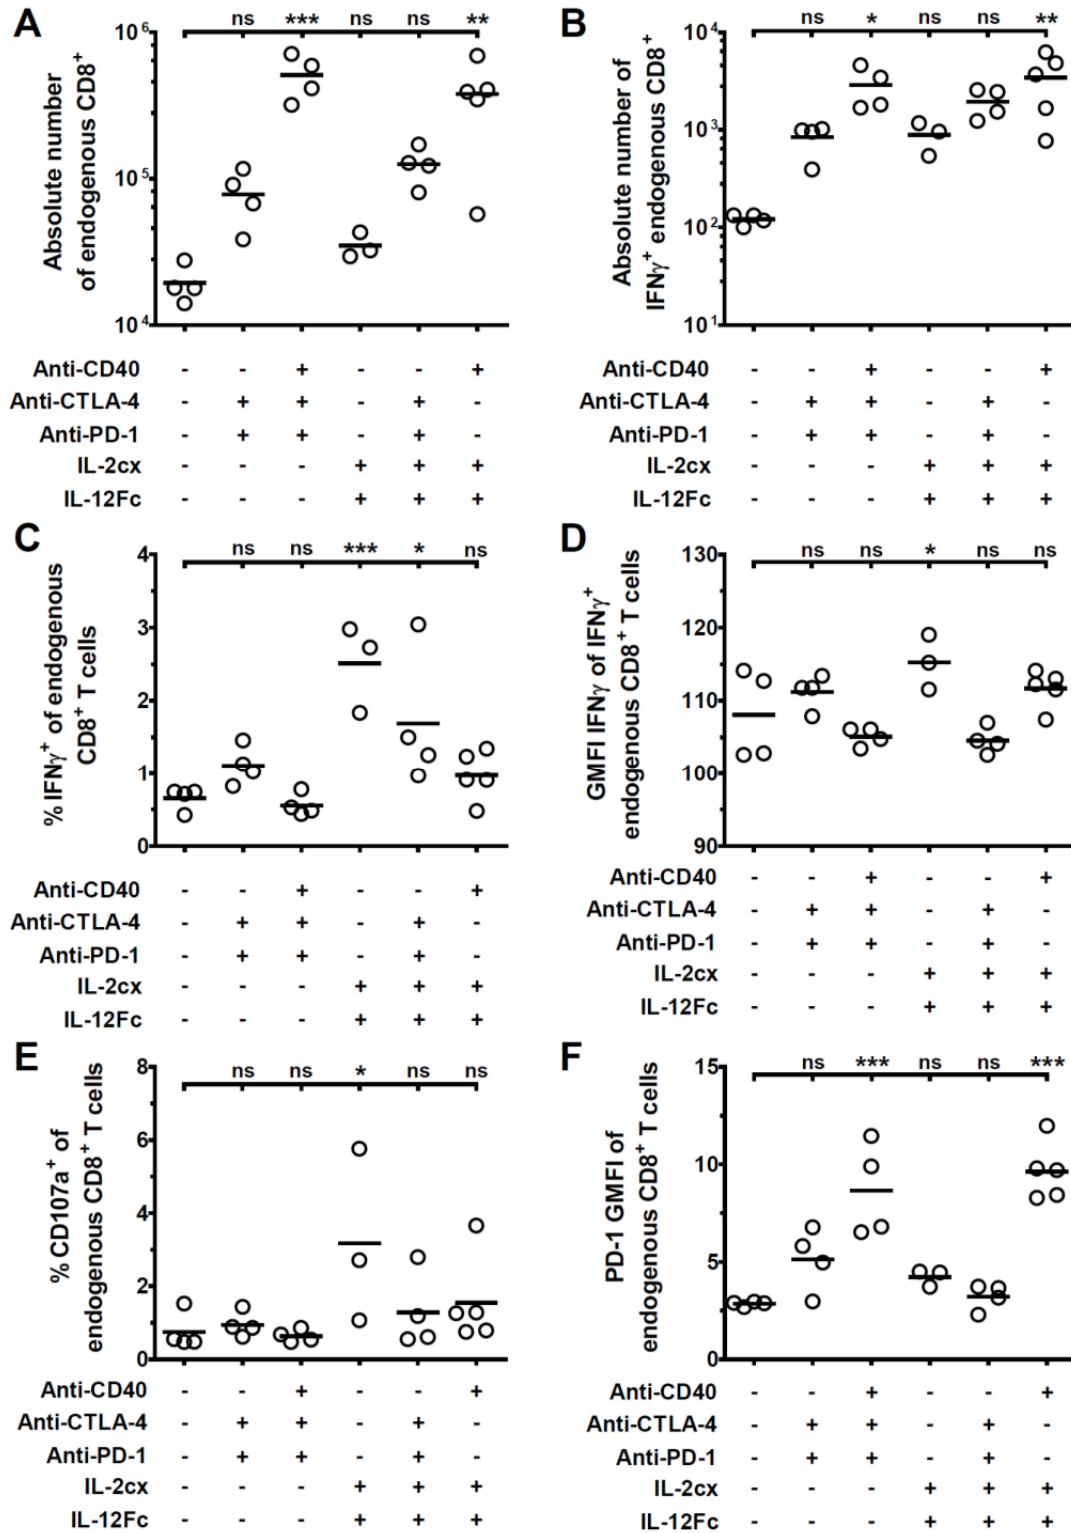 A
ns *** ns ns **
Absolute number
of endogenous CD8⁺
10⁶
10⁵
10⁴
Anti-CD40 - - + - - +
Anti-CTLA-4 - + + - + -
Anti-PD-1 - + + - + -
IL-2cx - - - + + +
IL-12Fc - - - + + +
B
ns * ns ns **
Absolute number of
IFNγ⁺ endogenous CD8⁺
10⁴
10³
10²
10¹
Anti-CD40 - - + - - +
Anti-CTLA-4 - + + - + -
Anti-PD-1 - + + - + -
IL-2cx - - - + + +
IL-12Fc - - - + + +
C
ns ns *** * ns
% IFNγ⁺ of endogenous
CD8⁺ T cells
4
3
2
1
0
Anti-CD40 - - + - - +
Anti-CTLA-4 - + + - + -
Anti-PD-1 - + + - + -
IL-2cx - - - + + +
IL-12Fc - - - + + +
D
ns ns * ns ns
GMFI IFNγ of IFNγ⁺
endogenous CD8⁺ T cells
130
120
110
100
90
Anti-CD40 - - + - - +
Anti-CTLA-4 - + + - + -
Anti-PD-1 - + + - + -
IL-2cx - - - + + +
IL-12Fc - - - + + +
E
ns ns * ns ns
% CD107a⁺ of
endogenous CD8⁺ T cells
8
6
4
2
0
Anti-CD40 - - + - - +
Anti-CTLA-4 - + + - + -
Anti-PD-1 - + + - + -
IL-2cx - - - + + +
IL-12Fc - - - + + +
F
ns *** ns ns ***
PD-1 GMFI of
endogenous CD8⁺ T cells
15
10
5
0
Anti-CD40 - - + - - +
Anti-CTLA-4 - + + - + -
Anti-PD-1 - + + - + -
IL-2cx - - - + + +
IL-12Fc - - - + + +